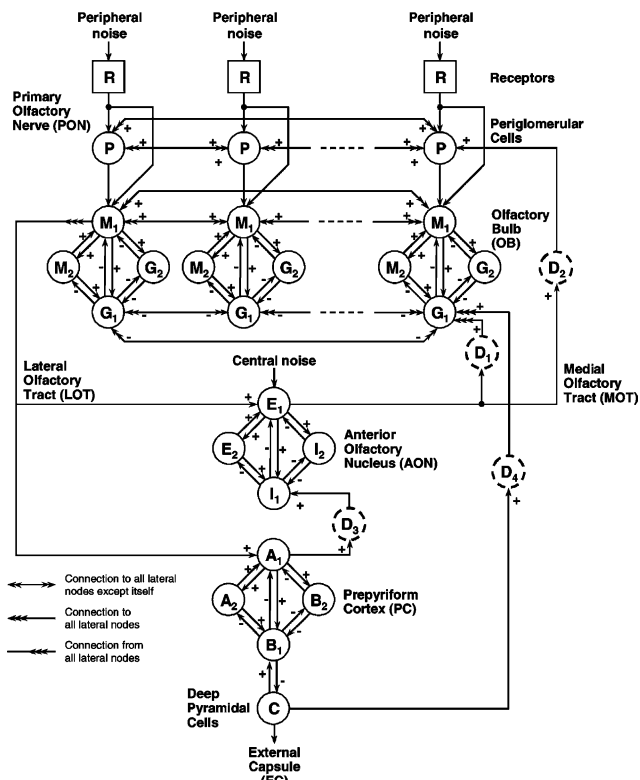 Peripheral noise
Peripheral noise
Peripheral noise
R
R
R
Receptors
Primary Olfactory Nerve (PON)
+
+
Periglomerular Cells
P
+
+
P
+
+
+
P
+
+
+
+
M₁
+
+
M₁
+
+
M₁
+
Olfactory Bulb (OB)
+
+
+
+
+
+
M₂
-
+
G₂
M₂
-
+
G₂
M₂
-
+
G₂
D₂
+
-
-
-
-
-
-
G₁
-
-
G₁
-
-
G₁
+
+
-
-
D₁
Lateral Olfactory Tract (LOT)
Central noise
Medial Olfactory Tract (MOT)
+
E₁
+
+
E₂
-
+
I₂
Anterior Olfactory Nucleus (AON)
-
-
I₁
+
D₃
+
D₄
+
+
A₁
+
+
A₂
-
+
B₂
Prepyriform Cortex (PC)
-
-
B₁
+
-
C
Deep Pyramidal Cells
External Capsule
(EC)
Connection to all lateral nodes except itself
Connection to all lateral nodes
Connection from all lateral nodes